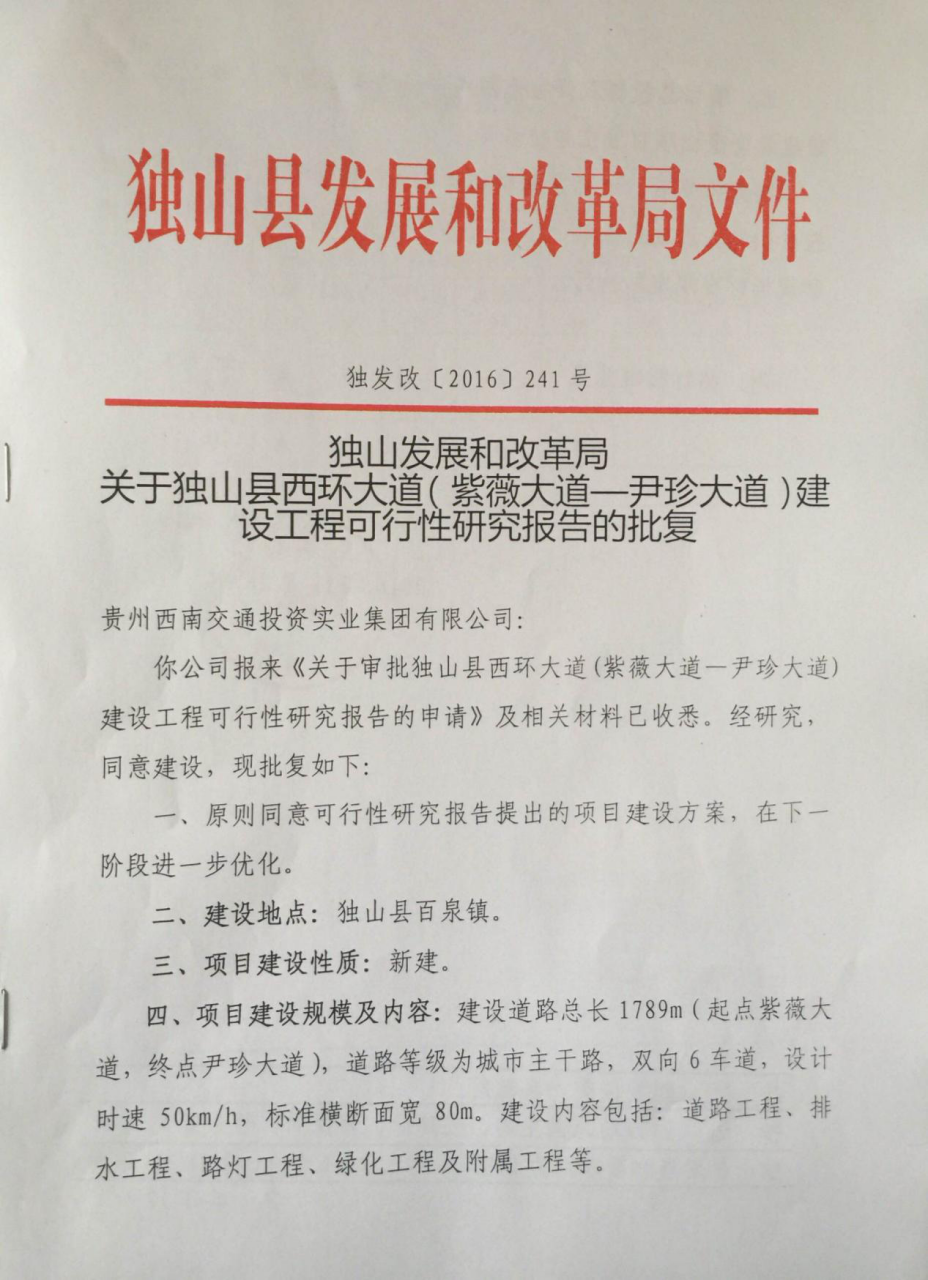 独山县发展和改革局文件
独发改〔2016〕241号
独山发展和改革局
关于独山县西环大道（紫薇大道—尹珍大道）建
设工程可行性研究报告的批复
贵州西南交通投资实业集团有限公司：
你公司报来《关于审批独山县西环大道(紫薇大道—尹珍大道)
建设工程可行性研究报告的申请》及相关材料已收悉。经研究，
同意建设，现批复如下：
一、原则同意可行性研究报告提出的项目建设方案，在下一
阶段进一步优化。
二、建设地点：独山县百泉镇。
三、项目建设性质：新建。
四、项目建设规模及内容：建设道路总长1789m（起点紫薇大
道，终点尹珍大道），道路等级为城市主干路，双向6车道，设计
时速 50km/h，标准横断面宽 80m。建设内容包括：道路工程、排
水工程、路灯工程、绿化工程及附属工程等。